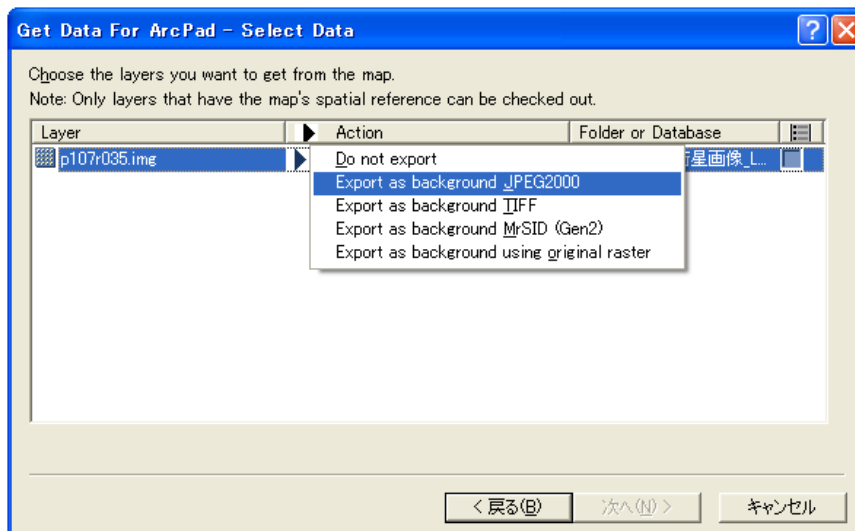 Get Data For ArcPad - Select Data
Choose the layers you want to get from the map.
Note: Only layers that have the map's spatial reference can be checked out.
Layer Action Folder or Database
p107r035.img 星画像_L...
Do not export
Export as background JPEG2000
Export as background TIFF
Export as background MrSID (Gen2)
Export as background using original raster
< 戻る(B) 次へ(N) > キャンセル